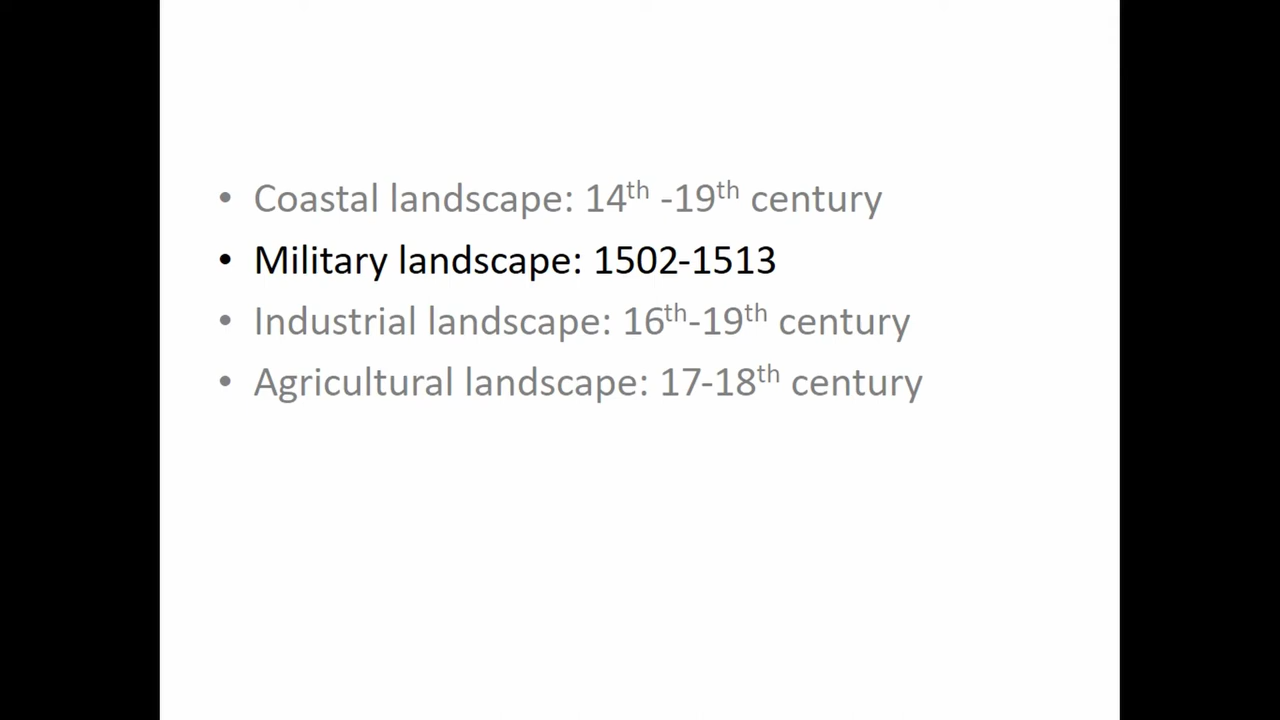 • Coastal landscape: 14th -19th century
• Military landscape: 1502-1513
• Industrial landscape: 16th-19th century
• Agricultural landscape: 17-18th century